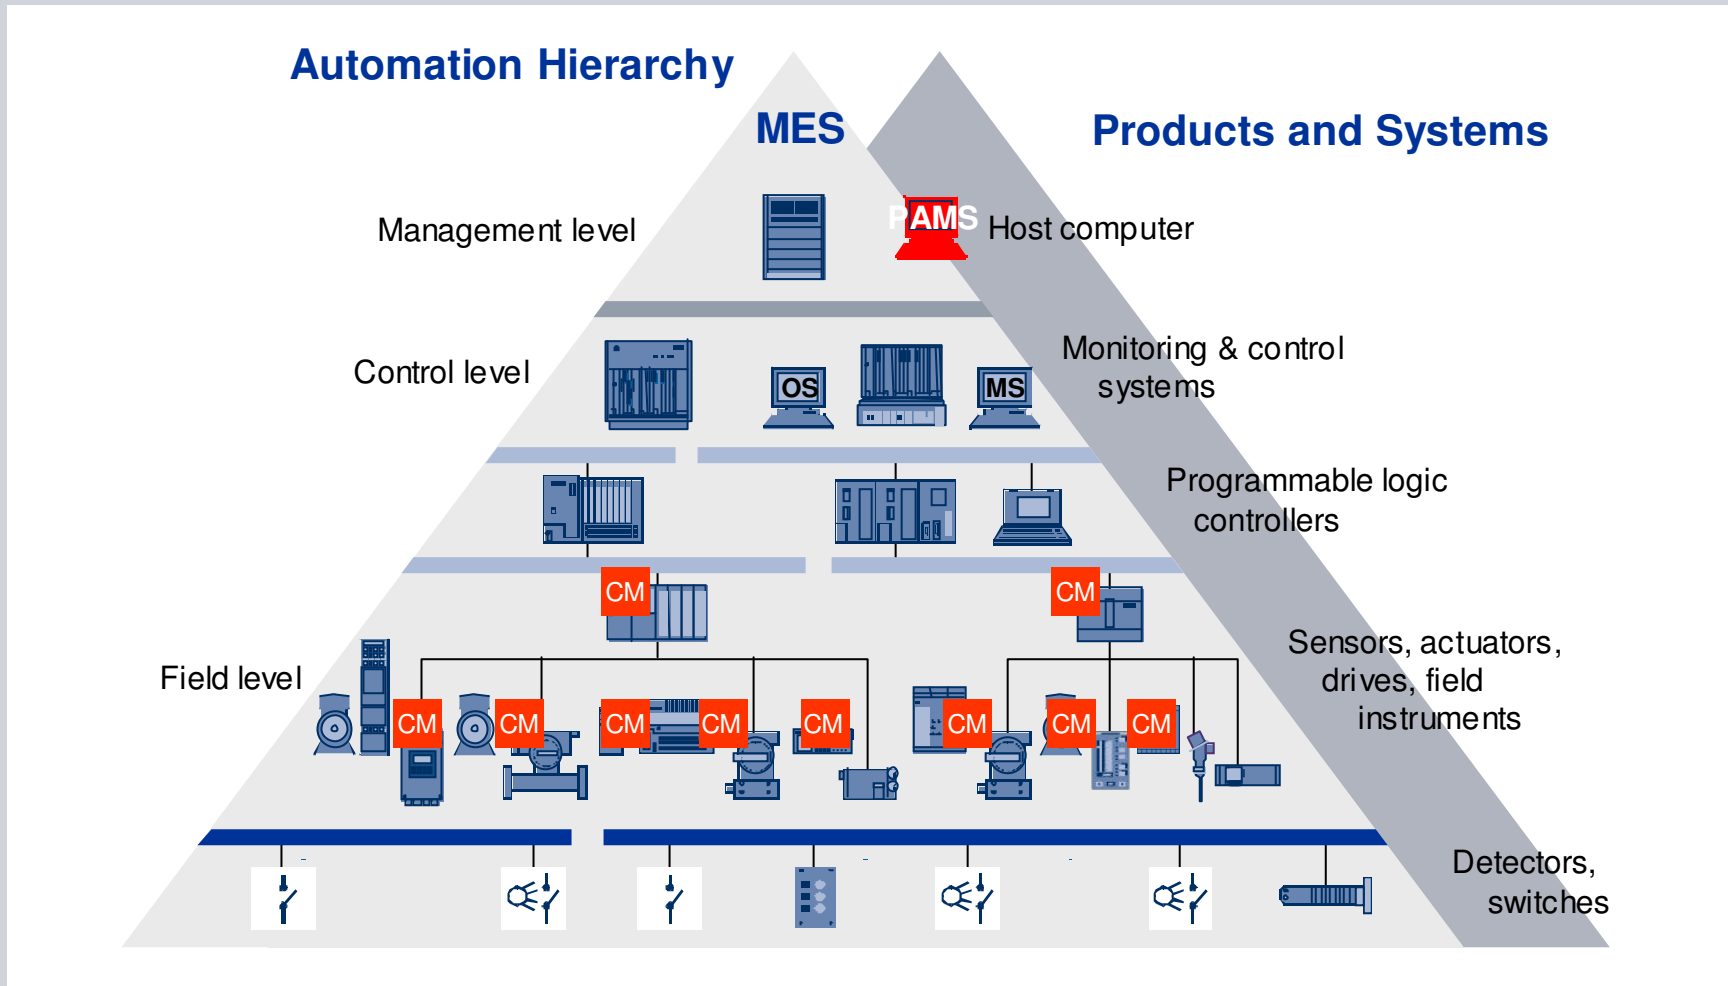 Automation Hierarchy
MES
Products and Systems
Management level
PAMS
Host computer
Control level
OS
MS
Monitoring & control
systems
Programmable logic
controllers
CM
CM
Field level
CM
CM
CM
CM
CM
CM
CM
CM
Sensors, actuators,
drives, field
instruments
Detectors,
switches